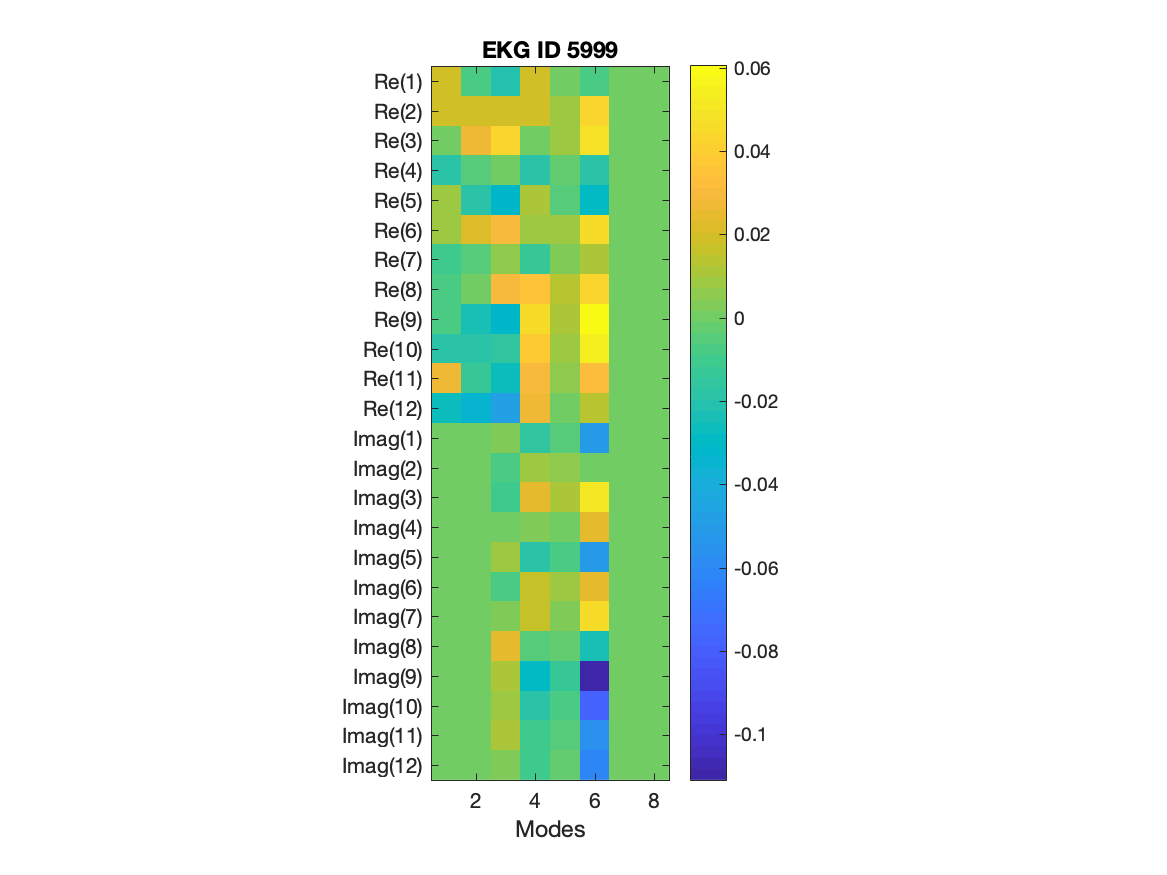 EKG ID 5999
Re(1)
Re(2)
Re(3)
Re(4)
Re(5)
Re(6)
Re(7)
Re(8)
Re(9)
Re(10)
Re(11)
Re(12)
Imag(1)
Imag(2)
Imag(3)
Imag(4)
Imag(5)
Imag(6)
Imag(7)
Imag(8)
Imag(9)
Imag(10)
Imag(11)
Imag(12)
2 4 6 8
Modes
0.06
0.04
0.02
0
-0.02
-0.04
-0.06
-0.08
-0.1